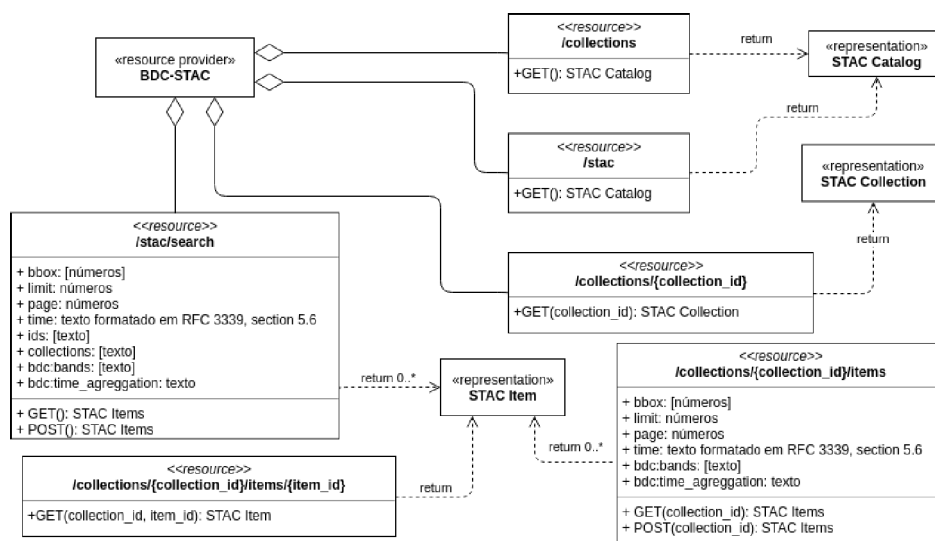 «resource provider»
BDC-STAC
<<resource>>
/collections
+GET(): STAC Catalog
return
«representation»
STAC Catalog
return
<<resource>>
/stac
+GET(): STAC Catalog
«representation»
STAC Collection
return
<<resource>>
/stac/search
+ bbox: [números]
+ limit: números
+ page: números
+ time: texto formatado em RFC 3339, section 5.6
+ ids: [texto]
+ collections: [texto]
+ bdc:bands: [texto]
+ bdc:time_agreggation: texto
+ GET(): STAC Items
+ POST(): STAC Items
<<resource>>
/collections/{collection_id}
+GET(collection_id): STAC Collection
return 0..*
«representation»
STAC Item
return 0..*
<<resource>>
/collections/{collection_id}/items
+ bbox: [números]
+ limit: números
+ page: números
+ time: texto formatado em RFC 3339, section 5.6
+ bdc:bands: [texto]
+ bdc:time_agreggation: texto
+ GET(collection_id): STAC Items
+ POST(collection_id): STAC Items
<<resource>>
/collections/{collection_id}/items/{item_id}
+GET(collection_id, item_id): STAC Item
return